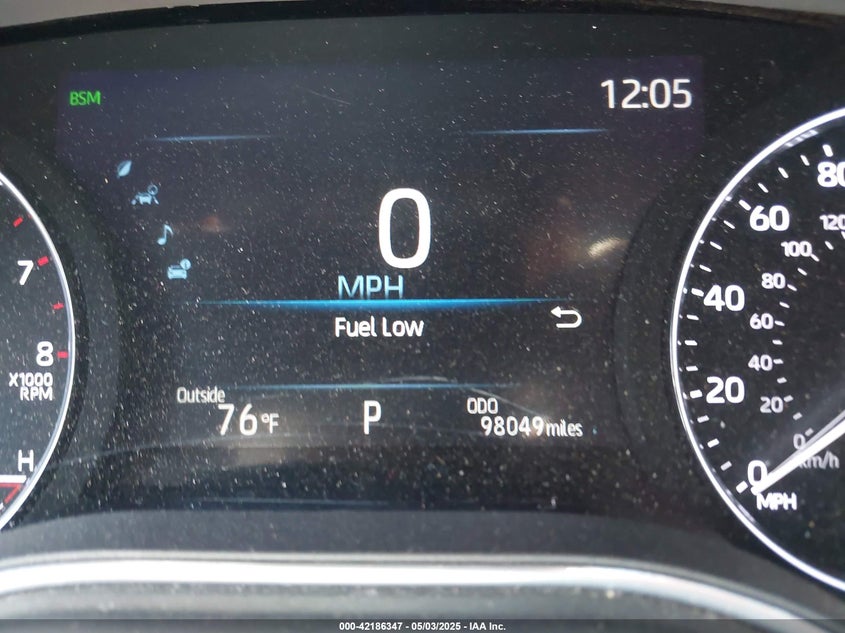 BSM
12:05
0
MPH
Fuel Low
Outside
76°F
P
ODO
98049 miles
7
8
X1000
RPM
H
80
60
40
20
0
MPH
120
100
80
60
40
20
0
km/h
000-42186347 - 05/03/2025 - IAA Inc.